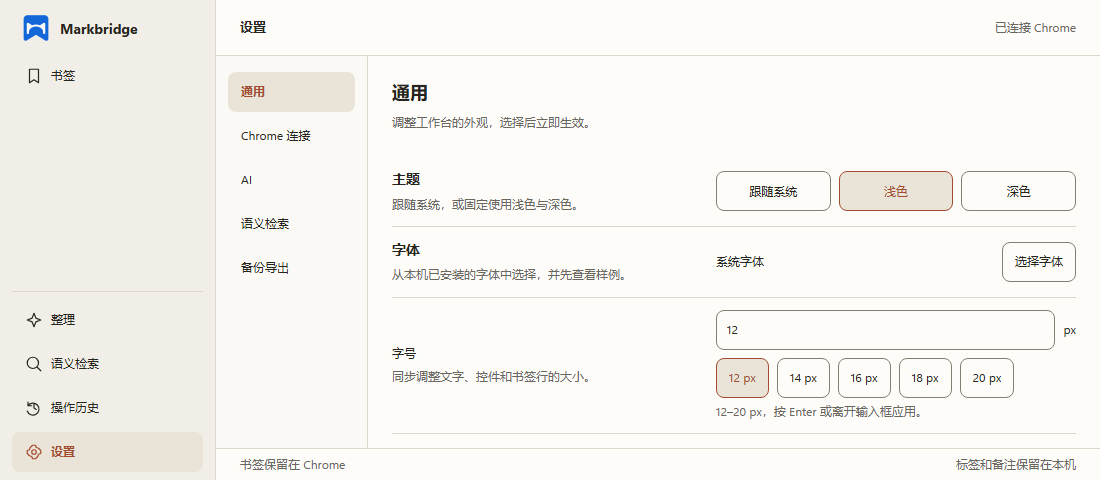 Markbridge
书签
整理
语义检索
操作历史
设置
设置
已连接 Chrome
通用
Chrome 连接
AI
语义检索
备份导出
通用
调整工作台的外观，选择后立即生效。
主题
跟随系统，或固定使用浅色与深色。
跟随系统
浅色
深色
字体
从本机已安装的字体中选择，并先查看样例。
系统字体
选择字体
字号
同步调整文字、控件和书签行的大小。
12
px
12 px
14 px
16 px
18 px
20 px
12–20 px，按 Enter 或离开输入框应用。
书签保留在 Chrome
标签和备注保留在本机